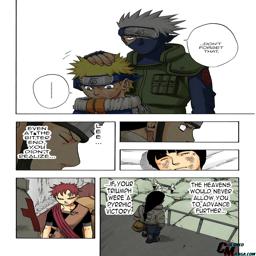 ...DON'T
FORGET
THAT.
...
LEE...
EVEN
AT THE
BITTER
END,
YOU
DIDN'T
REALIZE...
...IF YOUR
TRIUMPH
WERE A
PYRRHIC
VICTORY!
THE HEAVENS
WOULD NEVER
ALLOW YOU
TO ADVANCE
FURTHER...